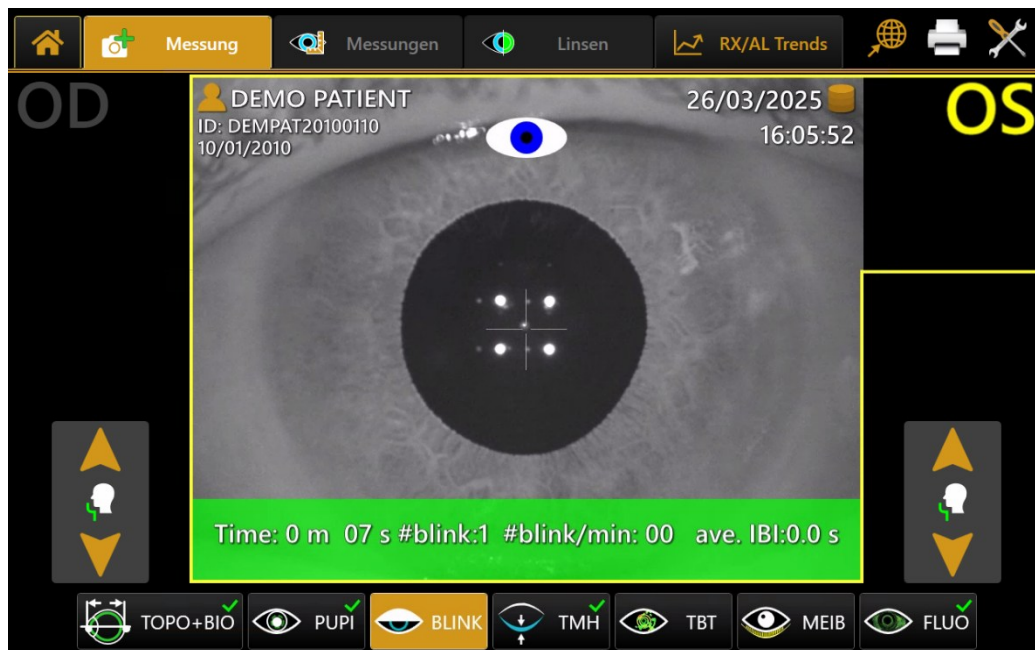 Messung
Messungen
Linsen
RX/AL Trends
OD
DEMO PATIENT
26/03/2025
OS
ID: DEMPAT20100110
16:05:52
10/01/2010
Time: 0 m 07 s #blink:1 #blink/min: 00 ave. IBI:0.0 s
TOPO+BIO
PUPI
BLINK
TMH
TBT
MEIB
FLUO